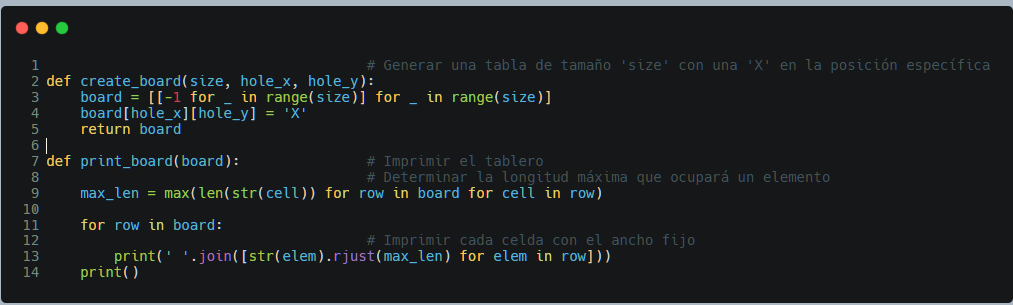 1 # Generar una tabla de tamaño 'size' con una 'X' en la posición específica
2 def create_board(size, hole_x, hole_y):
3     board = [[-1 for _ in range(size)] for _ in range(size)]
4     board[hole_x][hole_y] = 'X'
5     return board
6
7 def print_board(board): # Imprimir el tablero
8 # Determinar la longitud máxima que ocupará un elemento
9     max_len = max(len(str(cell)) for row in board for cell in row)
10
11     for row in board:
12 # Imprimir cada celda con el ancho fijo
13         print(' '.join([str(elem).rjust(max_len) for elem in row]))
14     print()